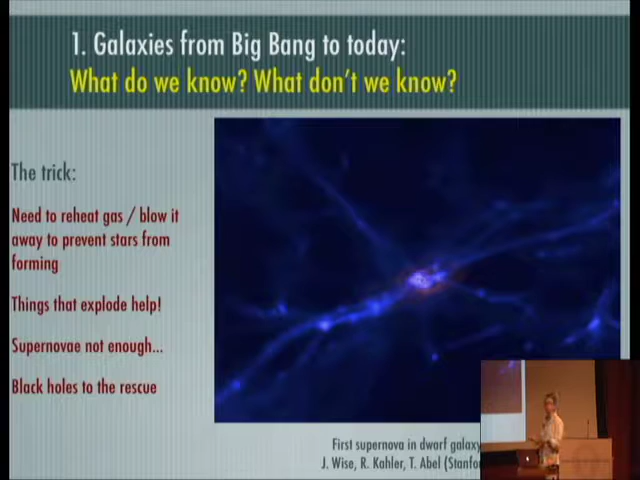 1. Galaxies from Big Bang to today:
What do we know? What don't we know?
The trick:
Need to reheat gas / blow it
away to prevent stars from
forming
Things that explode help!
Supernovae not enough...
Black holes to the rescue
First supernova in dwarf galaxy
J. Wise, R. Kahler, T. Abel (Stanfo